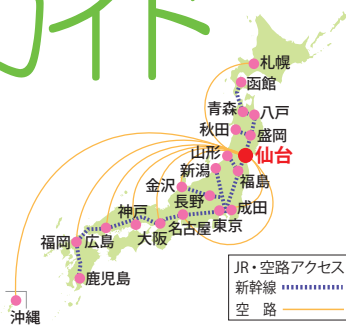 ガイド
札幌
函館
青森
八戸
秋田
盛岡
山形
仙台
新潟
福島
金沢
長野
成田
神戸
名古屋
東京
福岡
広島
大阪
鹿児島
沖縄
JR・空路アクセス
新幹線
空 路